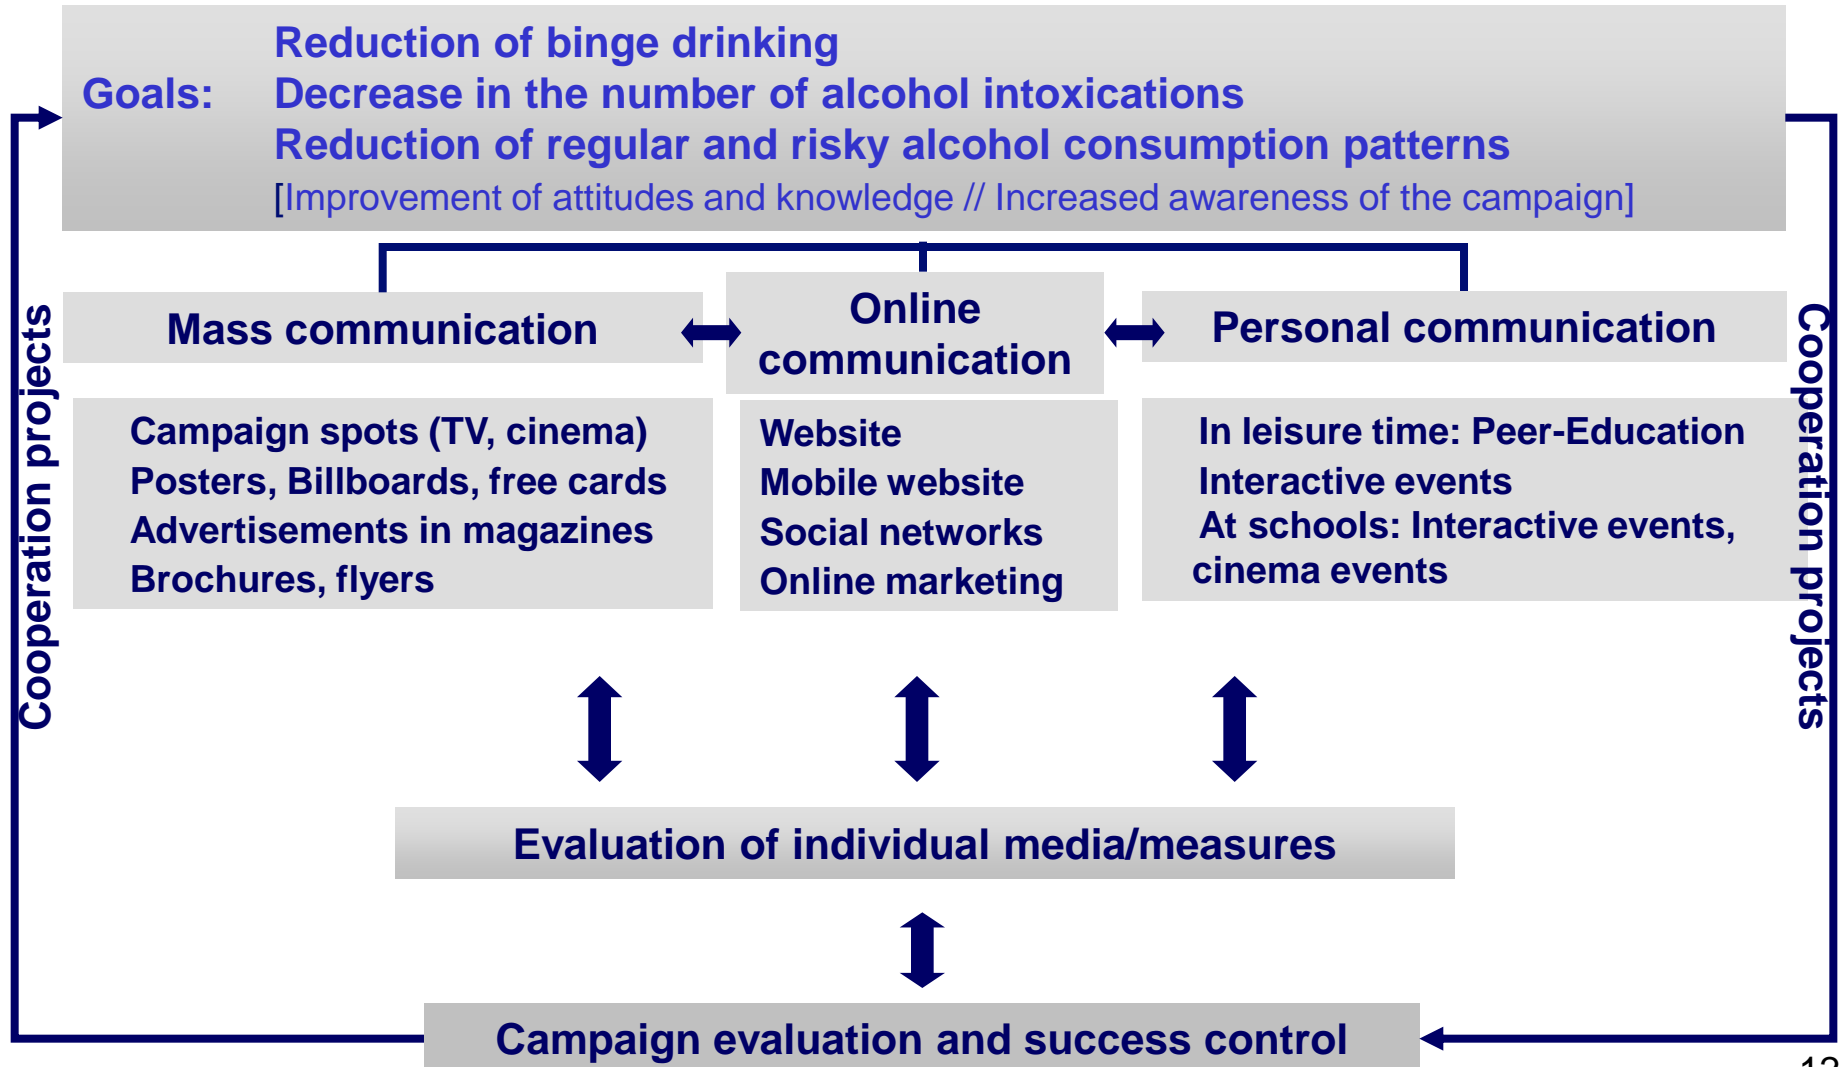 Reduction of binge drinking
Goals: Decrease in the number of alcohol intoxications
Reduction of regular and risky alcohol consumption patterns
[Improvement of attitudes and knowledge // Increased awareness of the campaign]
Cooperation projects
Mass communication
Online
communication
Personal communication
Cooperation projects
Campaign spots (TV, cinema)
Posters, Billboards, free cards
Advertisements in magazines
Brochures, flyers
Website
Mobile website
Social networks
Online marketing
In leisure time: Peer-Education
Interactive events
At schools: Interactive events,
cinema events
Evaluation of individual media/measures
Campaign evaluation and success control